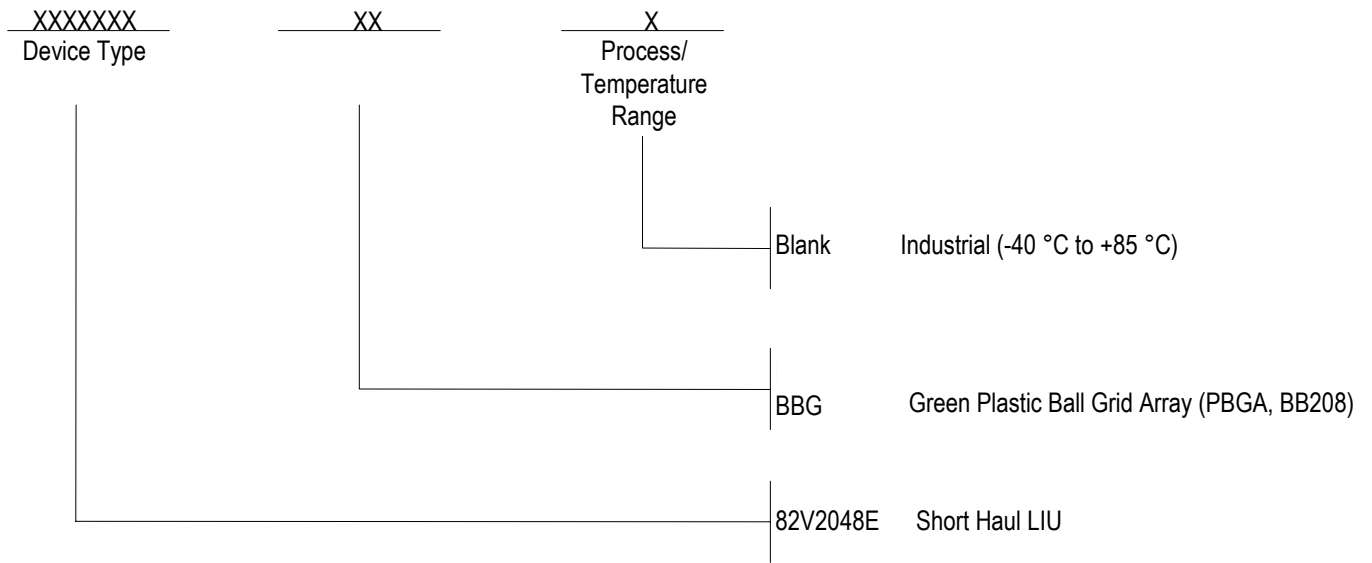 XXXXXXX XX X
Device Type
Process/
Temperature
Range
Blank Industrial (-40 °C to +85 °C)
BBG Green Plastic Ball Grid Array (PBGA, BB208)
82V2048E Short Haul LIU